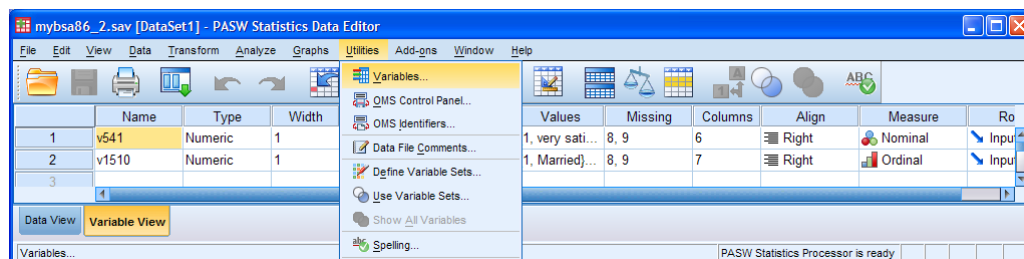 mybsa86_2.sav [DataSet1] - PASW Statistics Data Editor
File Edit View Data Transform Analyze Graphs Utilities Add-ons Window Help
Variables...
OMS Control Panel...
OMS Identifiers...
Data File Comments...
Define Variable Sets...
Use Variable Sets...
Show All Variables
abc Spelling...
A 1 4 ABC
Name Type Width Values Missing Columns Align Measure Ro
1 v541 Numeric 1 1, very sati... 8, 9 6 Right Nominal Input
2 v1510 Numeric 1 1, Married}... 8, 9 7 Right Ordinal Input
3
Data View Variable View
Variables... PASW Statistics Processor is ready